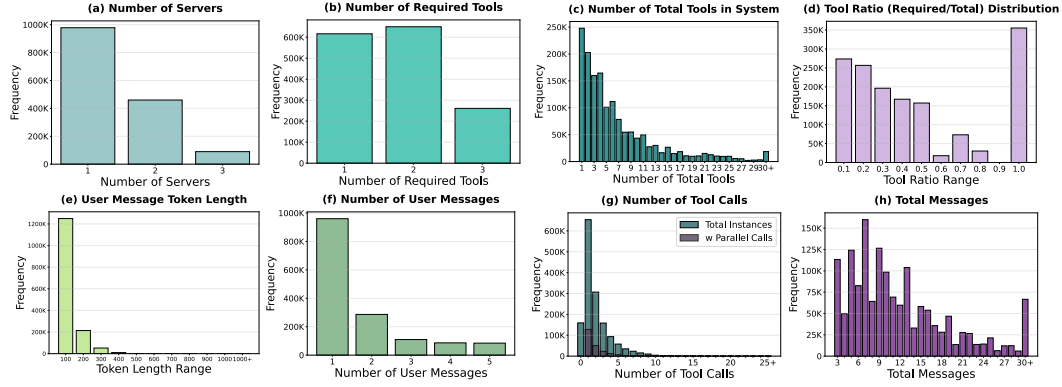 (a) Number of Servers
1000K
800K
600K
400K
200K
0
Frequency
1 2 3
Number of Servers
(b) Number of Required Tools
600K
500K
400K
300K
200K
100K
0
Frequency
1 2 3
Number of Required Tools
(c) Number of Total Tools in System
250K
200K
150K
100K
50K
0
Frequency
1 3 5 7 9 11 13 15 17 19 21 23 25 27 29 30+
Number of Total Tools
(d) Tool Ratio (Required/Total) Distribution
350K
300K
250K
200K
150K
100K
50K
0
Frequency
0.1 0.2 0.3 0.4 0.5 0.6 0.7 0.8 0.9 1.0
Tool Ratio Range
(e) User Message Token Length
1200K
1000K
800K
600K
400K
200K
0
Frequency
100 200 300 400 500 600 700 800 900 1000 1000+
Token Length Range
(f) Number of User Messages
1000K
800K
600K
400K
200K
0
Frequency
1 2 3 4 5
Number of User Messages
(g) Number of Tool Calls
600K
500K
400K
300K
200K
100K
0
Frequency
Total Instances
w Parallel Calls
0 5 10 15 20 25+
Number of Tool Calls
(h) Total Messages
150K
125K
100K
75K
50K
25K
0
Frequency
3 6 9 12 15 18 21 24 27 30+
Total Messages